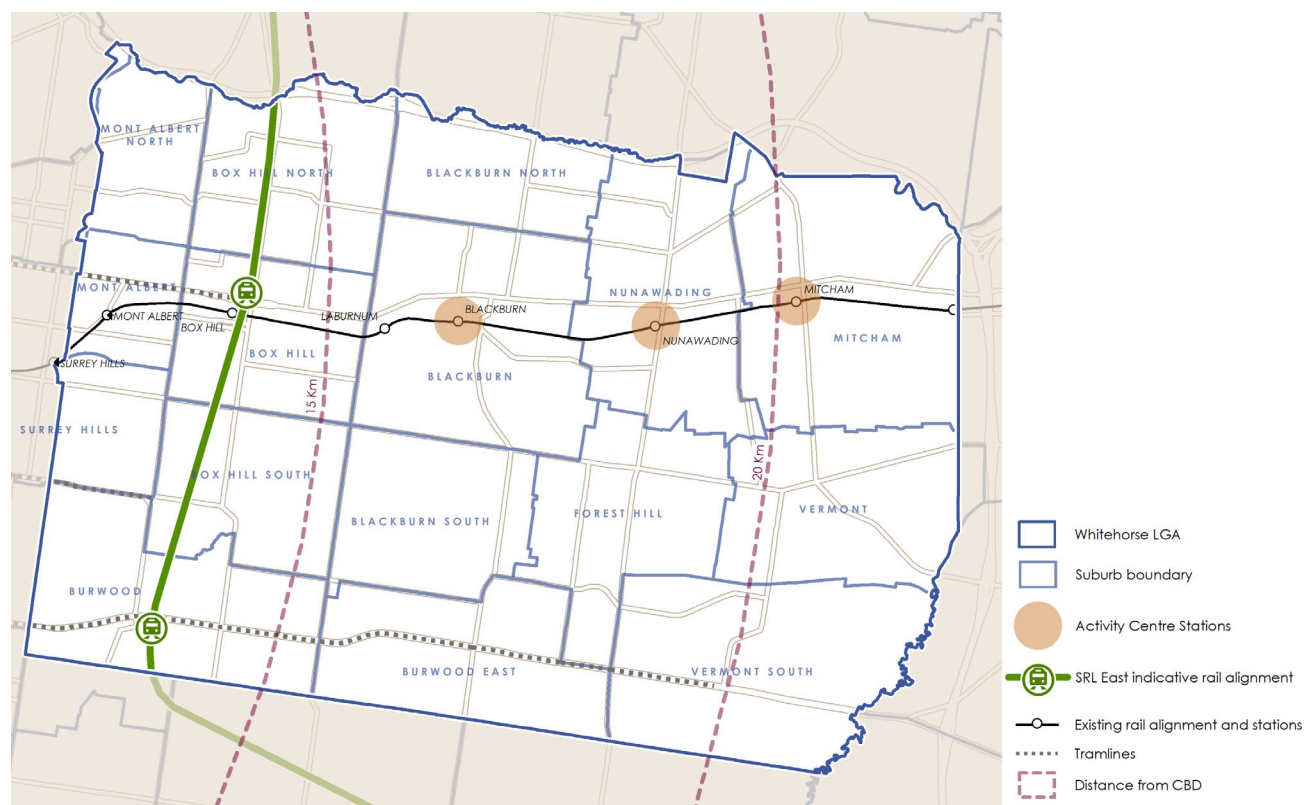 MONT ALBERT
NORTH
BOX HILL NORTH
BLACKBURN NORTH
MONT ALBERT
NUNAWADING
MITCHAM
MONT ALBERT
BOX HILL
LABURNUM
BLACKBURN
NUNAWADING
MITCHAM
SURREY HILLS
BOX HILL
BLACKBURN
15 Km
SURREY HILLS
BOX HILL SOUTH
20 Km
BLACKBURN SOUTH
FOREST HILL
VERMONT
BURWOOD
BURWOOD EAST
VERMONT SOUTH
Whitehorse LGA
Suburb boundary
Activity Centre Stations
SRL East indicative rail alignment
Existing rail alignment and stations
Tramlines
Distance from CBD